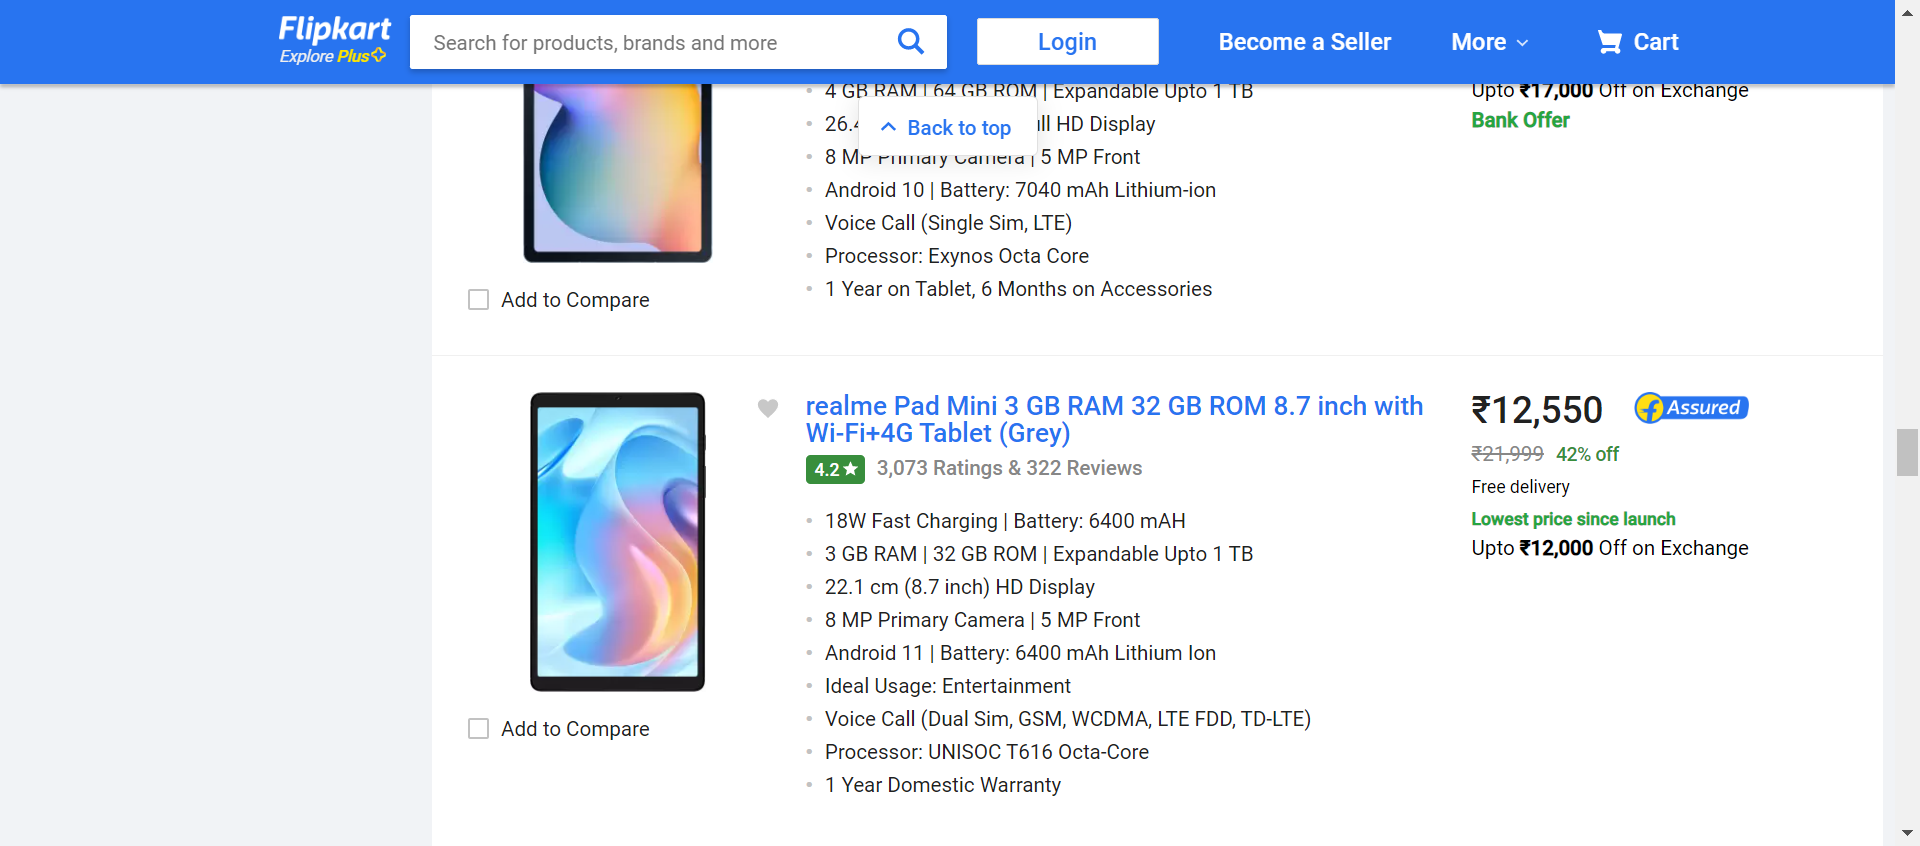 Flipkart
Explore Plus
Search for products, brands and more
Login
Become a Seller
More
Cart
4 GB RAM | 64 GB ROM | Expandable Upto 1 TB
Upto ₹17,000 Off on Exchange
26.4
HD Display
Bank Offer
Back to top
8 MP Primary Camera | 5 MP Front
Android 10 | Battery: 7040 mAh Lithium-ion
Voice Call (Single Sim, LTE)
Processor: Exynos Octa Core
1 Year on Tablet, 6 Months on Accessories
Add to Compare
realme Pad Mini 3 GB RAM 32 GB ROM 8.7 inch with
Wi-Fi+4G Tablet (Grey)
4.2★ 3,073 Ratings & 322 Reviews
18W Fast Charging | Battery: 6400 mAH
3 GB RAM | 32 GB ROM | Expandable Upto 1 TB
22.1 cm (8.7 inch) HD Display
8 MP Primary Camera | 5 MP Front
Android 11 | Battery: 6400 mAh Lithium Ion
Ideal Usage: Entertainment
Voice Call (Dual Sim, GSM, WCDMA, LTE FDD, TD-LTE)
Processor: UNISOC T616 Octa-Core
1 Year Domestic Warranty
Add to Compare
₹12,550
Assured
₹21,999 42% off
Free delivery
Lowest price since launch
Upto ₹12,000 Off on Exchange